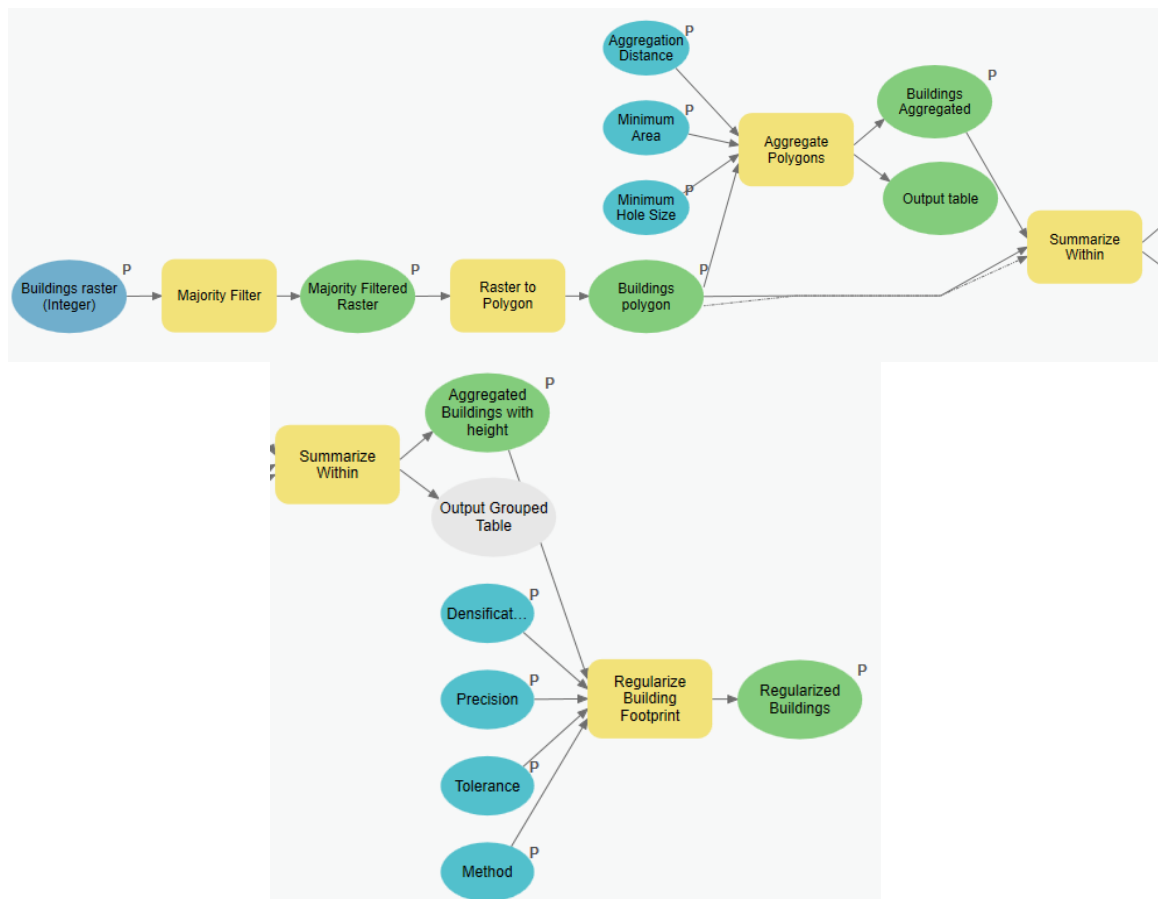 P
Aggregation
Distance
P
Minimum
Area
P
Minimum
Hole Size
Aggregate
Polygons
P
Buildings
Aggregated
Output table
Summarize
Within
P
Buildings raster
(Integer)
Majority Filter
P
Majority Filtered
Raster
Raster to
Polygon
P
Buildings
polygon
Summarize
Within
P
Aggregated
Buildings with
height
Output Grouped
Table
P
Densificat...
P
Precision
P
Tolerance
P
Method
Regularize
Building
Footprint
P
Regularized
Buildings